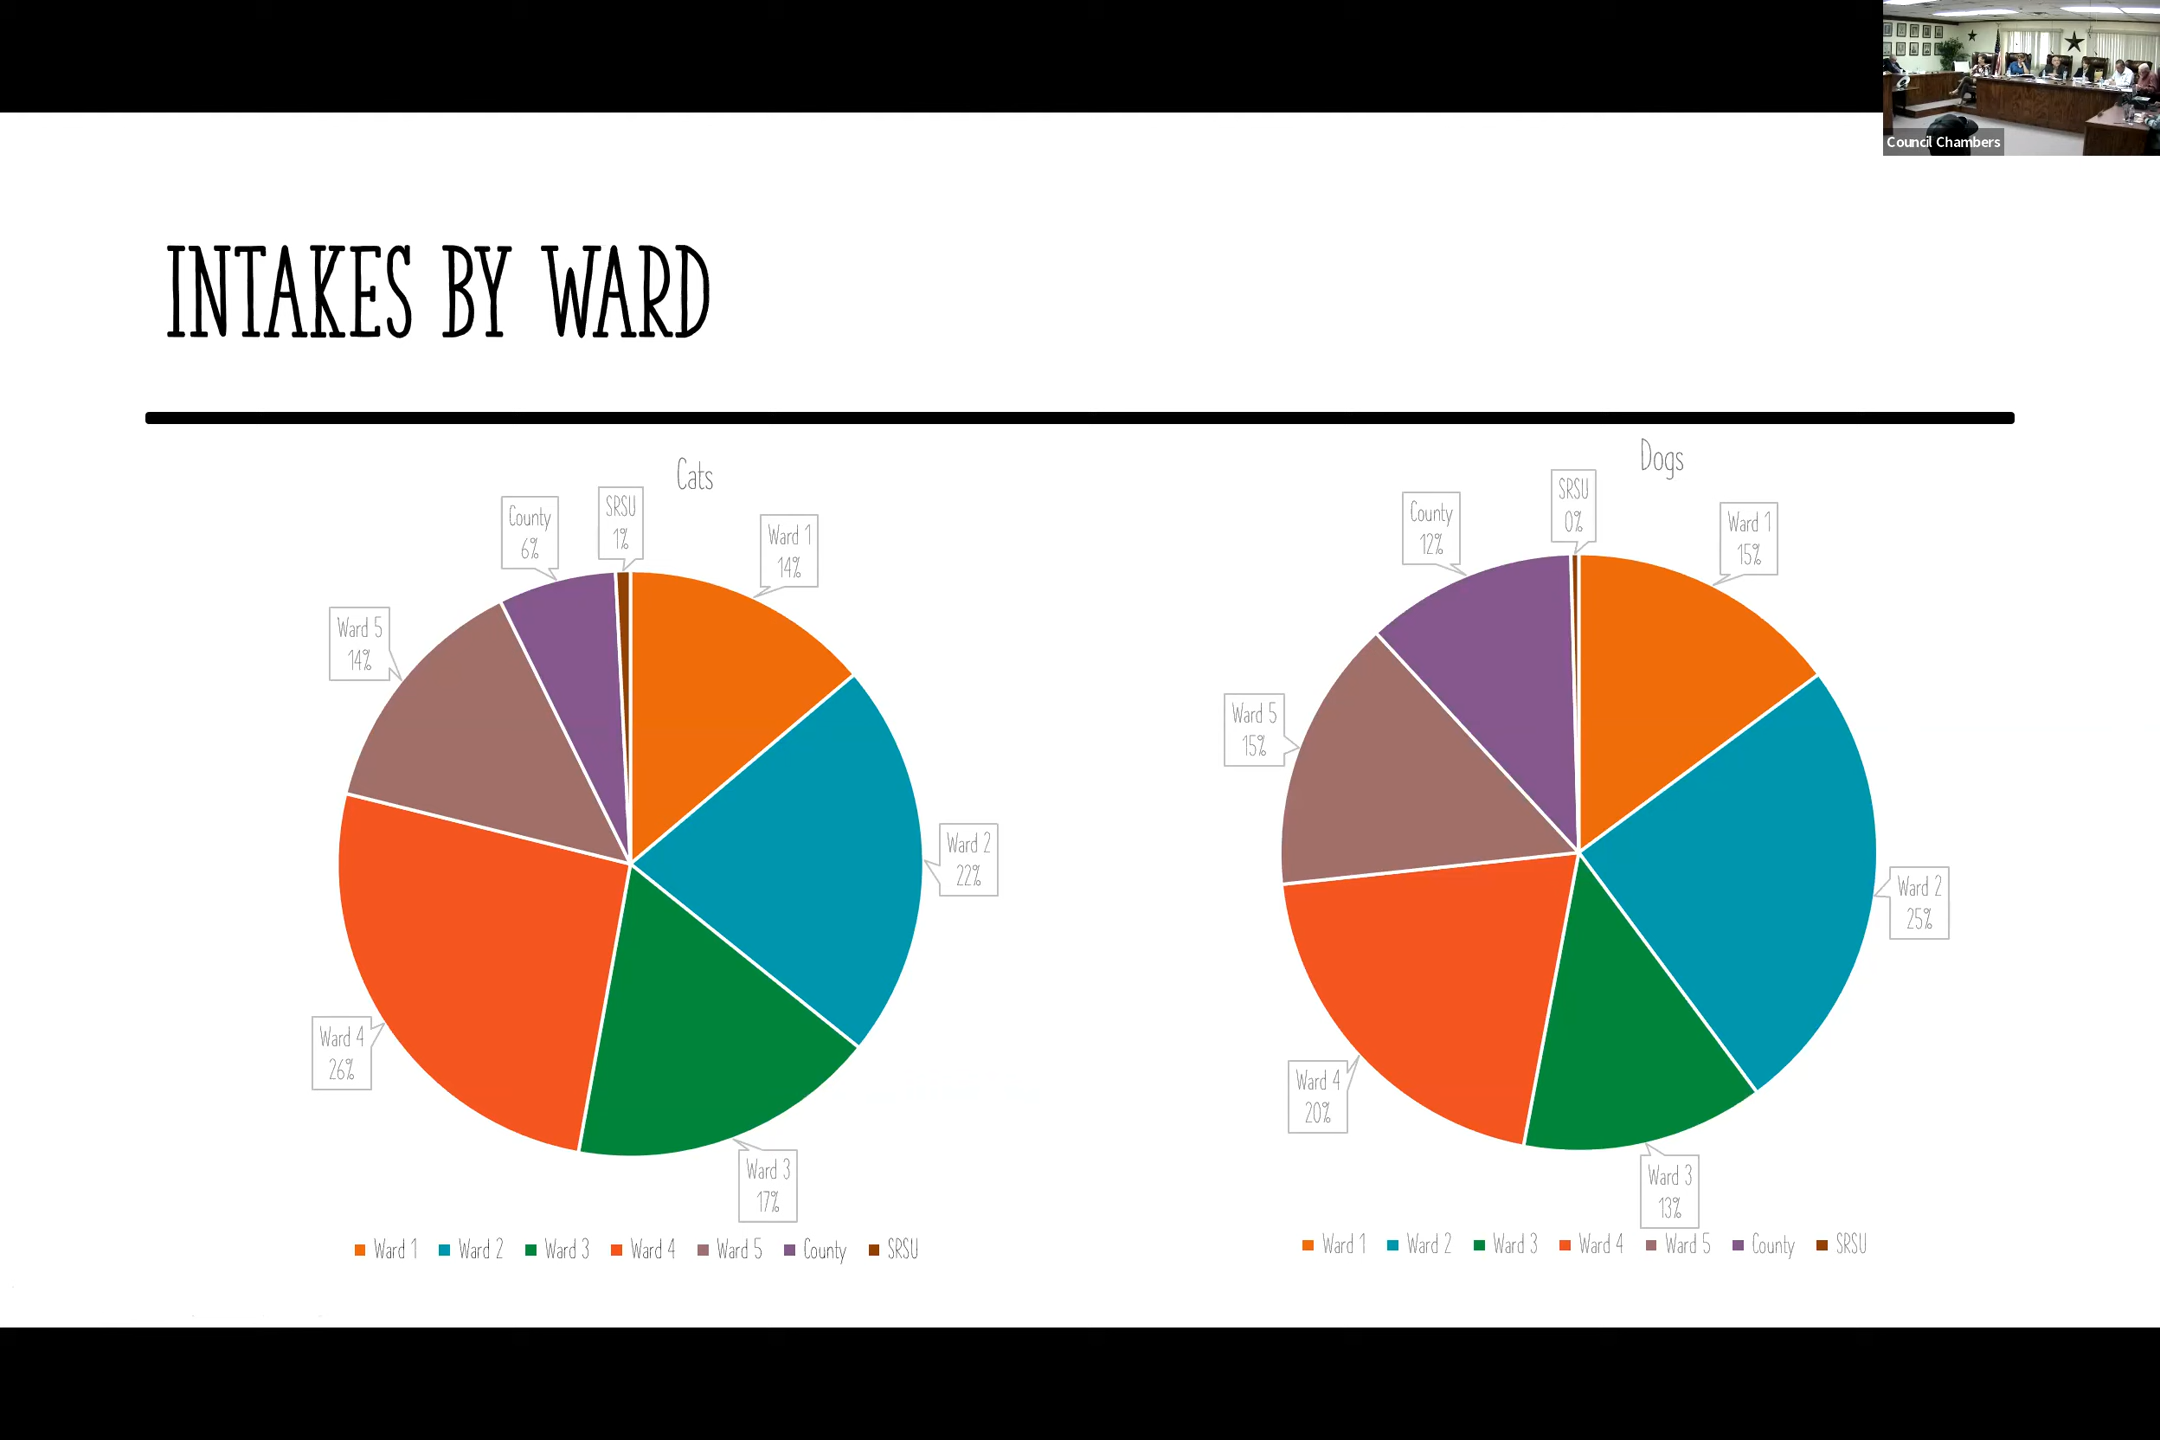 Council Chambers
INTAKES BY WARD
Cats
SRSU
1%
County
6%
Ward 1
14%
Ward 5
14%
Ward 2
22%
Ward 4
26%
Ward 3
17%
Ward 1 Ward 2 Ward 3 Ward 4 Ward 5 County SRSU
Dogs
SRSU
0%
County
12%
Ward 1
15%
Ward 5
15%
Ward 2
25%
Ward 4
20%
Ward 3
13%
Ward 1 Ward 2 Ward 3 Ward 4 Ward 5 County SRSU